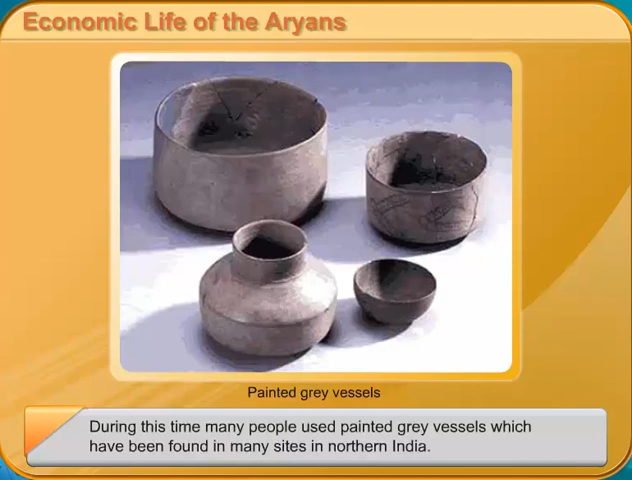 Economic Life of the Aryans
Painted grey vessels
During this time many people used painted grey vessels which
have been found in many sites in northern India.